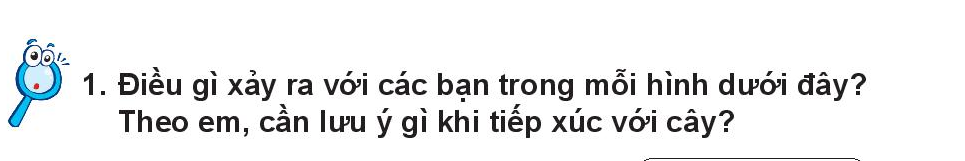 1. Điều gì xảy ra với các bạn trong mỗi hình dưới đây?
Theo em, cần lưu ý gì khi tiếp xúc với cây?